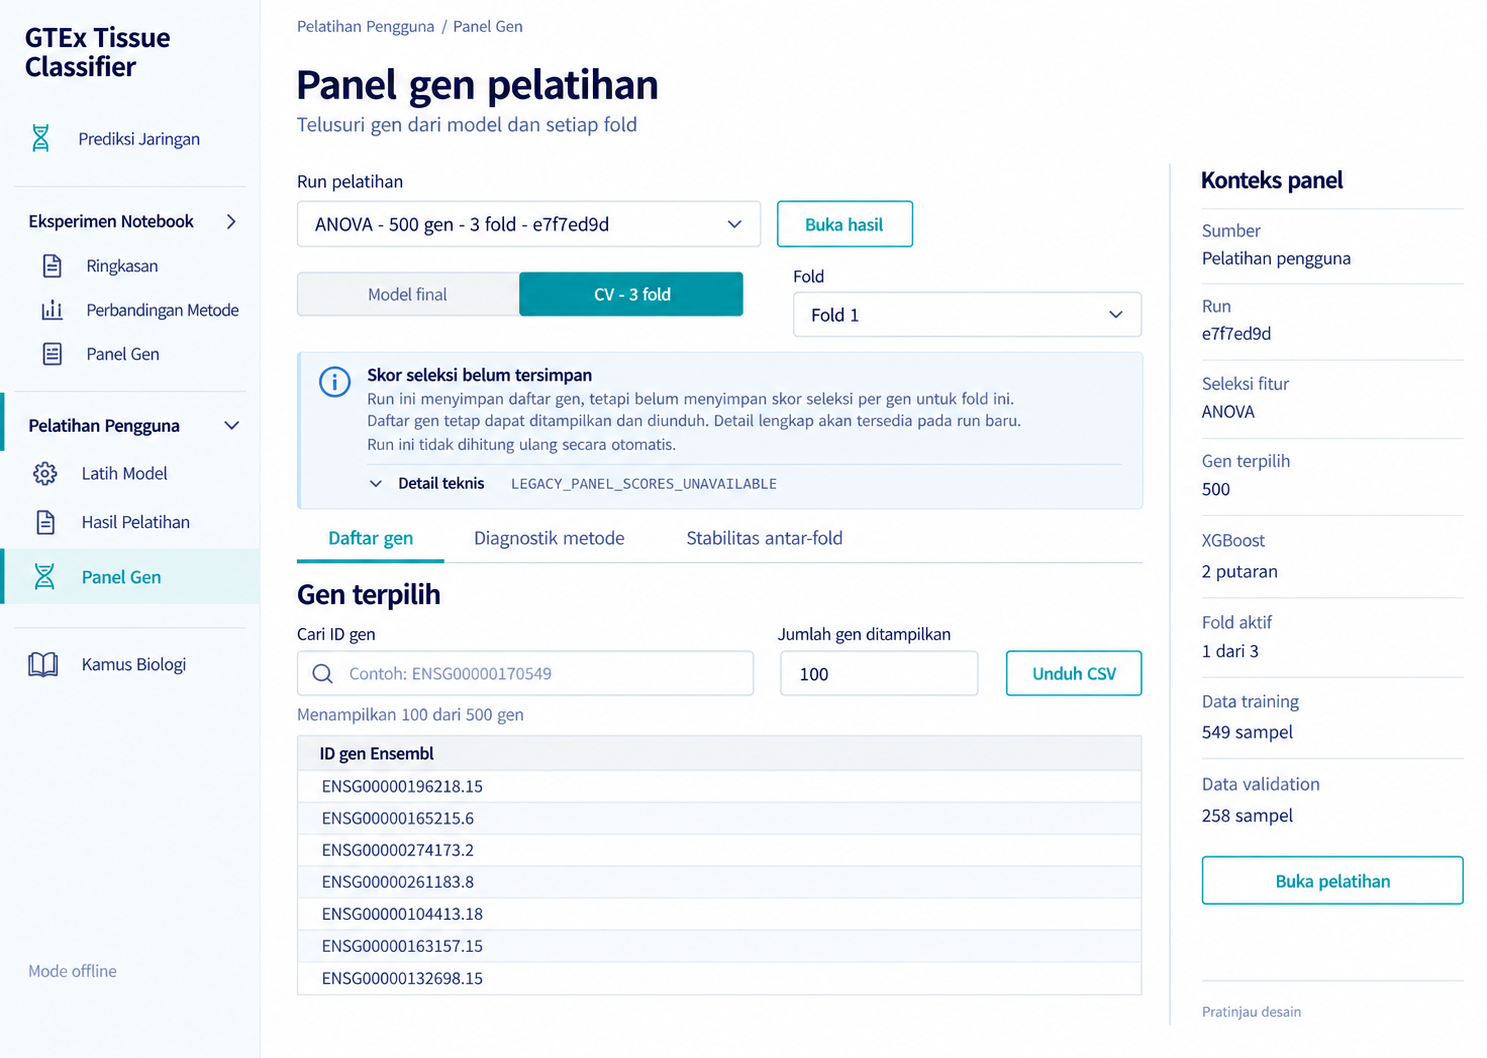 GTEx Tissue
Classifier
Prediksi Jaringan
Eksperimen Notebook
Ringkasan
Perbandingan Metode
Panel Gen
Pelatihan Pengguna
Latih Model
Hasil Pelatihan
Panel Gen
Kamus Biologi
Mode offline
Pelatihan Pengguna / Panel Gen
Panel gen pelatihan
Telusuri gen dari model dan setiap fold
Run pelatihan
ANOVA - 500 gen - 3 fold - e7f7ed9d
Buka hasil
Model final
CV - 3 fold
Fold
Fold 1
Skor seleksi belum tersimpan
Run ini menyimpan daftar gen, tetapi belum menyimpan skor seleksi per gen untuk fold ini.
Daftar gen tetap dapat ditampilkan dan diunduh. Detail lengkap akan tersedia pada run baru.
Run ini tidak dihitung ulang secara otomatis.
Detail teknis LEGACY_PANEL_SCORES_UNAVAILABLE
Daftar gen
Diagnostik metode
Stabilitas antar-fold
Gen terpilih
Cari ID gen
Contoh: ENSG00000170549
Jumlah gen ditampilkan
100
Unduh CSV
Menampilkan 100 dari 500 gen
ID gen Ensembl
ENSG00000196218.15
ENSG00000165215.6
ENSG00000274173.2
ENSG00000261183.8
ENSG00000104413.18
ENSG00000163157.15
ENSG00000132698.15
Konteks panel
Sumber
Pelatihan pengguna
Run
e7f7ed9d
Seleksi fitur
ANOVA
Gen terpilih
500
XGBoost
2 putaran
Fold aktif
1 dari 3
Data training
549 sampel
Data validation
258 sampel
Buka pelatihan
Pratinjau desain